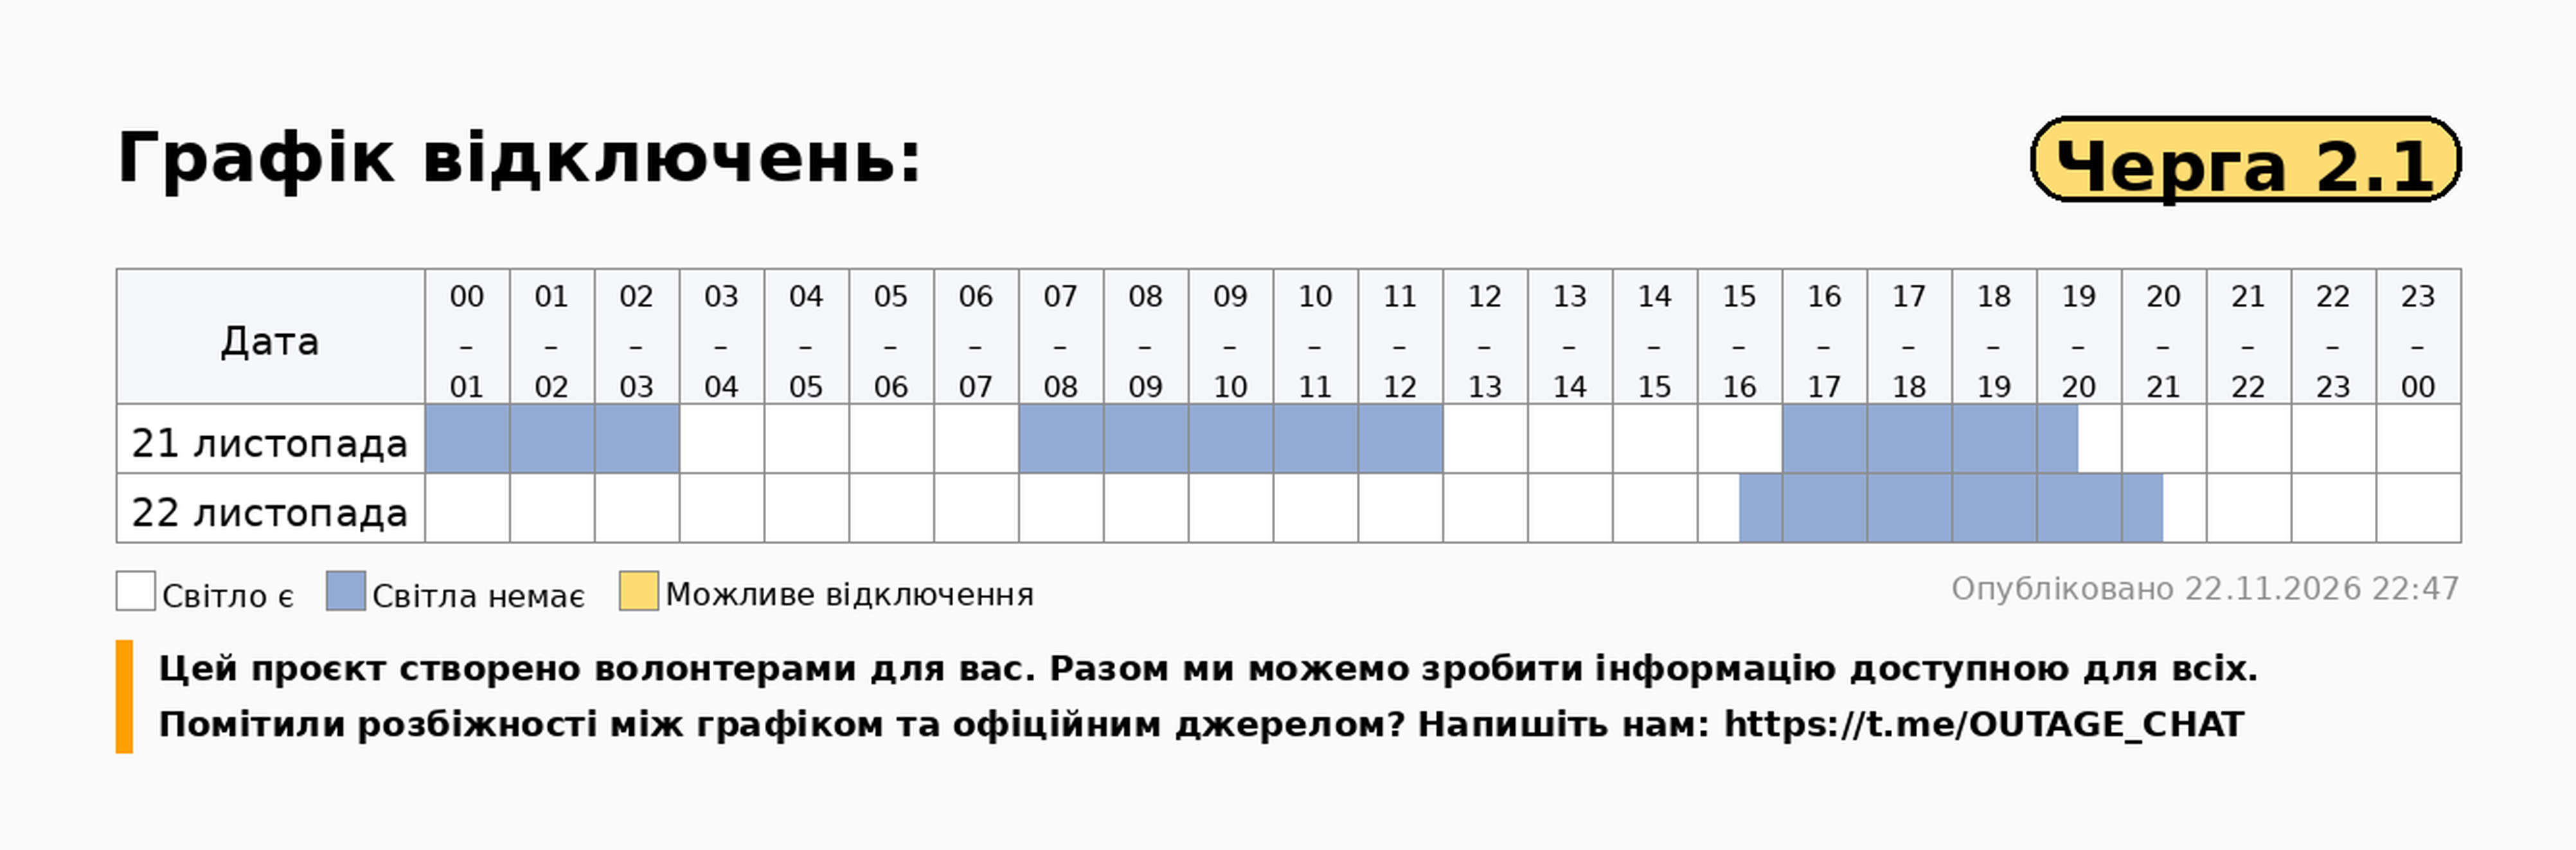 Графік відключень:
Черга 2.1
Дата
00 – 01
01 – 02
02 – 03
03 – 04
04 – 05
05 – 06
06 – 07
07 – 08
08 – 09
09 – 10
10 – 11
11 – 12
12 – 13
13 – 14
14 – 15
15 – 16
16 – 17
17 – 18
18 – 19
19 – 20
20 – 21
21 – 22
22 – 23
23 – 00
21 листопада
22 листопада
Світло є
Світла немає
Можливе відключення
Опубліковано 22.11.2026 22:47
Цей проєкт створено волонтерами для вас. Разом ми можемо зробити інформацію доступною для всіх.
Помітили розбіжності між графіком та офіційним джерелом? Напишіть нам: https://t.me/OUTAGE_CHAT